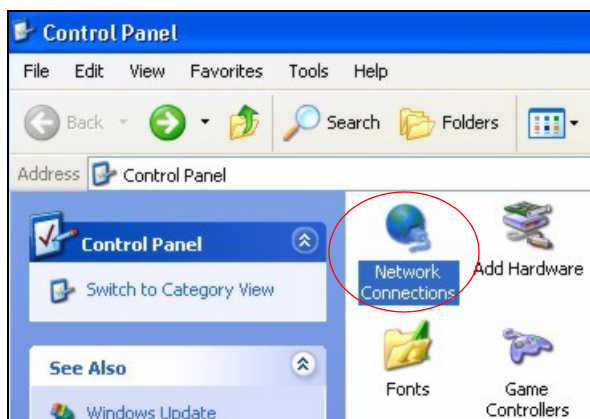 Control Panel
File Edit View Favorites Tools Help
Back Search Folders
Address Control Panel
Control Panel
Switch to Category View
See Also
Windows Update
Network
Connections
Add Hardware
Fonts
Game
Controllers